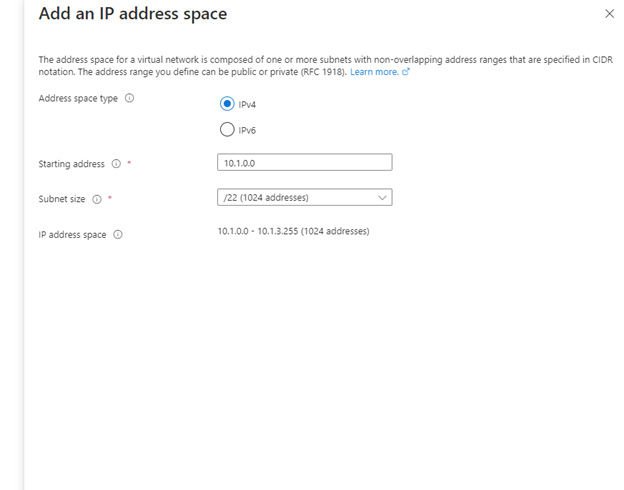 Add an IP address space
The address space for a virtual network is composed of one or more subnets with non-overlapping address ranges that are specified in CIDR
notation. The address range you define can be public or private (RFC 1918). Learn more.
Address space type
IPv4
IPv6
Starting address *
10.1.0.0
Subnet size *
/22 (1024 addresses)
IP address space
10.1.0.0 - 10.1.3.255 (1024 addresses)